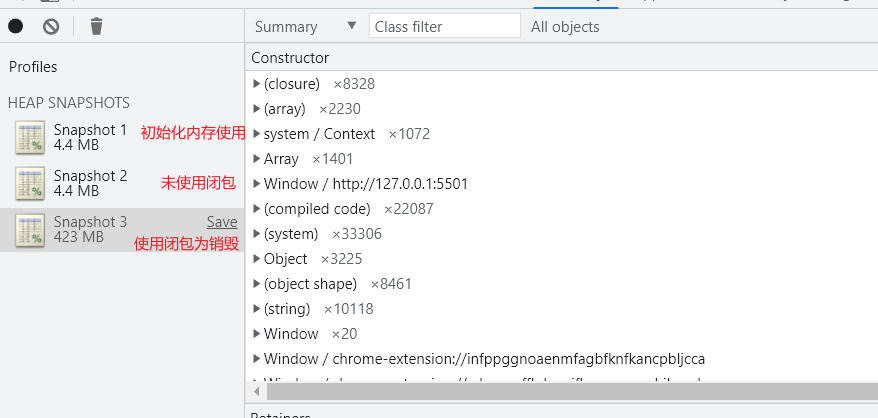 Summary ▼ Class filter All objects
Profiles
Constructor
HEAP SNAPSHOTS
Snapshot 1
4.4 MB
初始化内存使用
Snapshot 2
4.4 MB
未使用闭包
Snapshot 3 Save
423 MB
使用闭包为销毁
(closure) ×8328
(array) ×2230
system / Context ×1072
Array ×1401
Window / http://127.0.0.1:5501
(compiled code) ×22087
(system) ×33306
Object ×3225
(object shape) ×8461
(string) ×10118
Window ×20
Window / chrome-extension://infppggnoaenmfagbfknfkancpbljcca